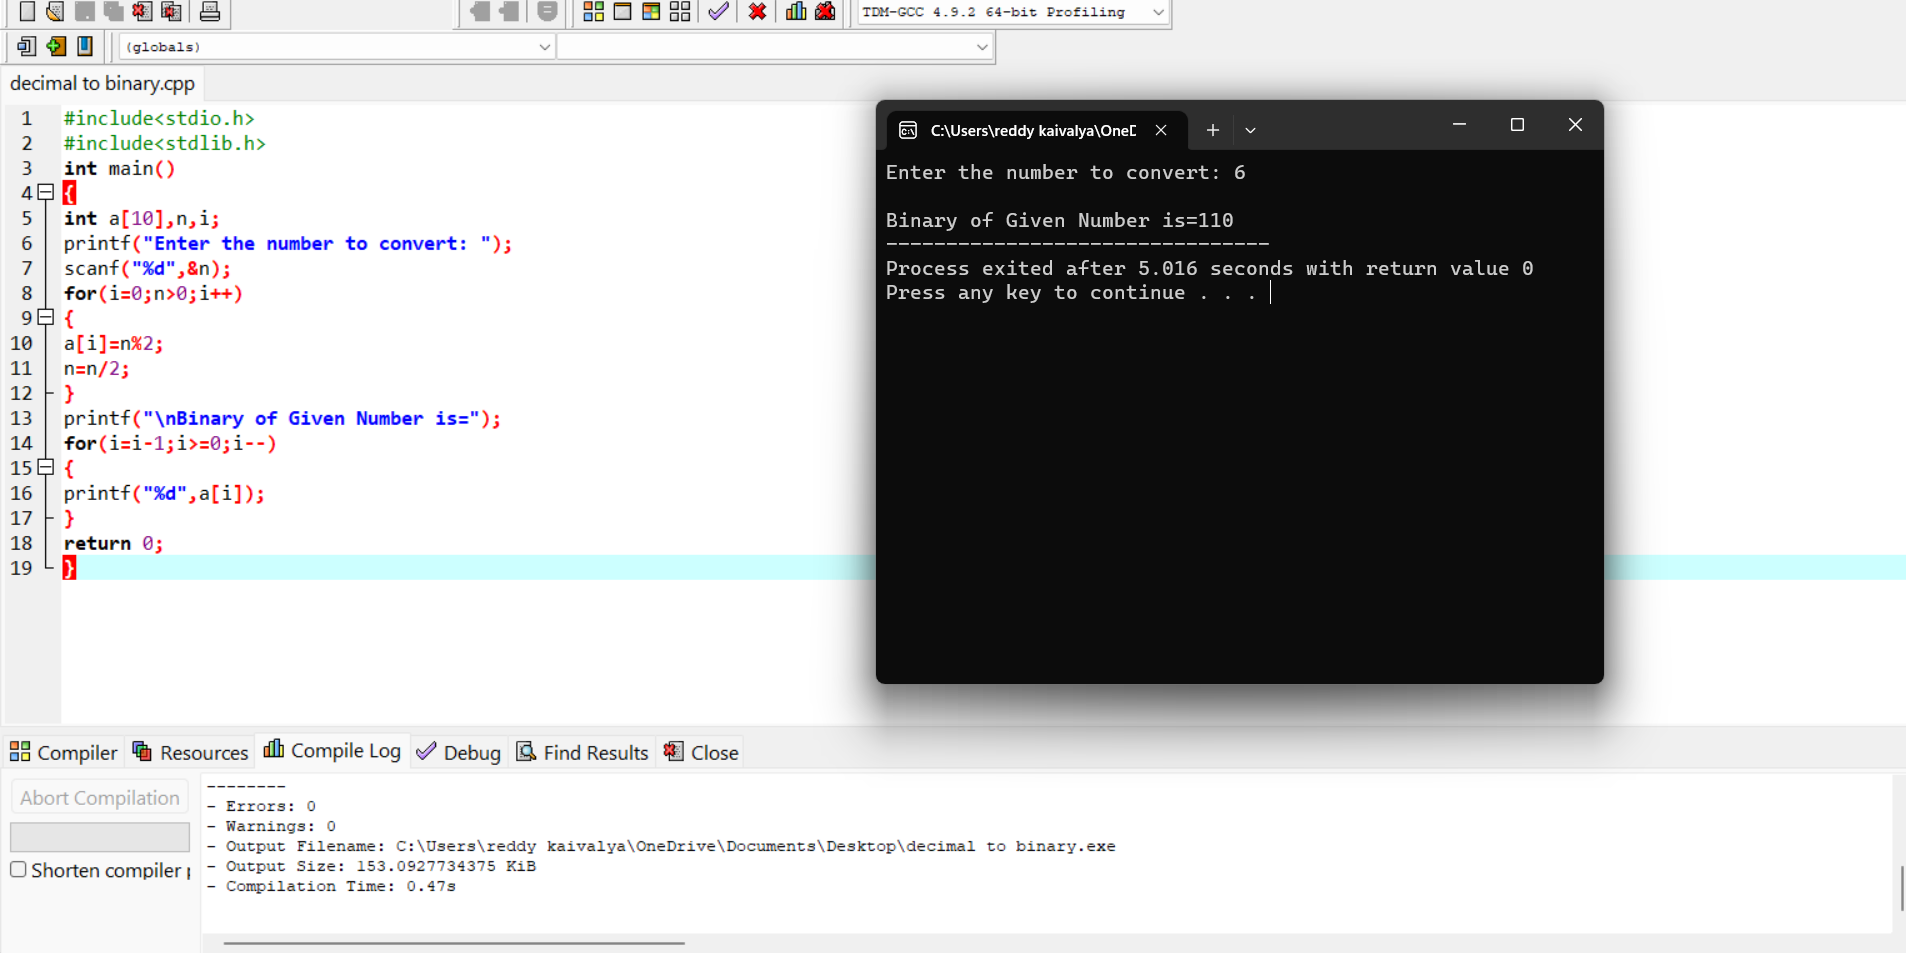 TDM-GCC 4.9.2 64-bit Profiling
(globals)
decimal to binary.cpp
1 #include<stdio.h>
2 #include<stdlib.h>
3 int main()
4 {
5 int a[10],n,i;
6 printf("Enter the number to convert: ");
7 scanf("%d",&n);
8 for(i=0;n>0;i++)
9 {
10 a[i]=n%2;
11 n=n/2;
12 }
13 printf("\nBinary of Given Number is=");
14 for(i=i-1;i>=0;i--)
15 {
16 printf("%d",a[i]);
17 }
18 return 0;
19 }
C:\Users\reddy kaivalya\OneD
Enter the number to convert: 6
Binary of Given Number is=110
--------------------------------
Process exited after 5.016 seconds with return value 0
Press any key to continue . . .
Compiler Resources Compile Log Debug Find Results Close
Abort Compilation
Shorten compiler p
--------
- Errors: 0
- Warnings: 0
- Output Filename: C:\Users\reddy kaivalya\OneDrive\Documents\Desktop\decimal to binary.exe
- Output Size: 153.0927734375 KiB
- Compilation Time: 0.47s